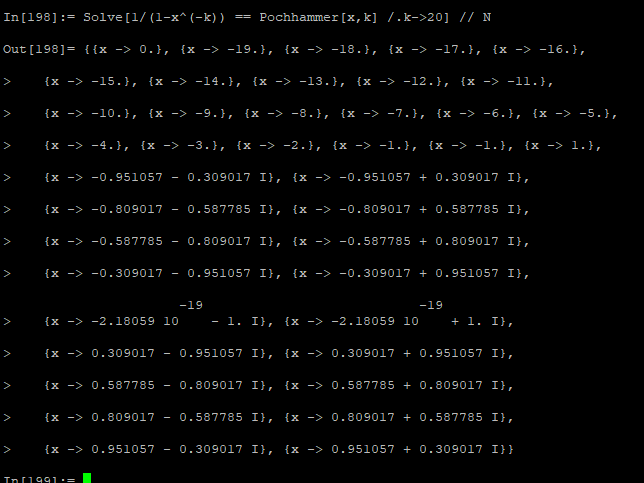 In[198]:= Solve[1/(1-x^(-k)) == Pochhammer[x,k] /.k->20] // N
Out[198]= {{x -> 0.}, {x -> -19.}, {x -> -18.}, {x -> -17.}, {x -> -16.},
> {x -> -15.}, {x -> -14.}, {x -> -13.}, {x -> -12.}, {x -> -11.},
> {x -> -10.}, {x -> -9.}, {x -> -8.}, {x -> -7.}, {x -> -6.}, {x -> -5.},
> {x -> -4.}, {x -> -3.}, {x -> -2.}, {x -> -1.}, {x -> -1.}, {x -> 1.},
> {x -> -0.951057 - 0.309017 I}, {x -> -0.951057 + 0.309017 I},
> {x -> -0.809017 - 0.587785 I}, {x -> -0.809017 + 0.587785 I},
> {x -> -0.587785 - 0.809017 I}, {x -> -0.587785 + 0.809017 I},
> {x -> -0.309017 - 0.951057 I}, {x -> -0.309017 + 0.951057 I},
-19 -19
> {x -> -2.18059 10 - 1. I}, {x -> -2.18059 10 + 1. I},
> {x -> 0.309017 - 0.951057 I}, {x -> 0.309017 + 0.951057 I},
> {x -> 0.587785 - 0.809017 I}, {x -> 0.587785 + 0.809017 I},
> {x -> 0.809017 - 0.587785 I}, {x -> 0.809017 + 0.587785 I},
> {x -> 0.951057 - 0.309017 I}, {x -> 0.951057 + 0.309017 I}}
In[199]:=